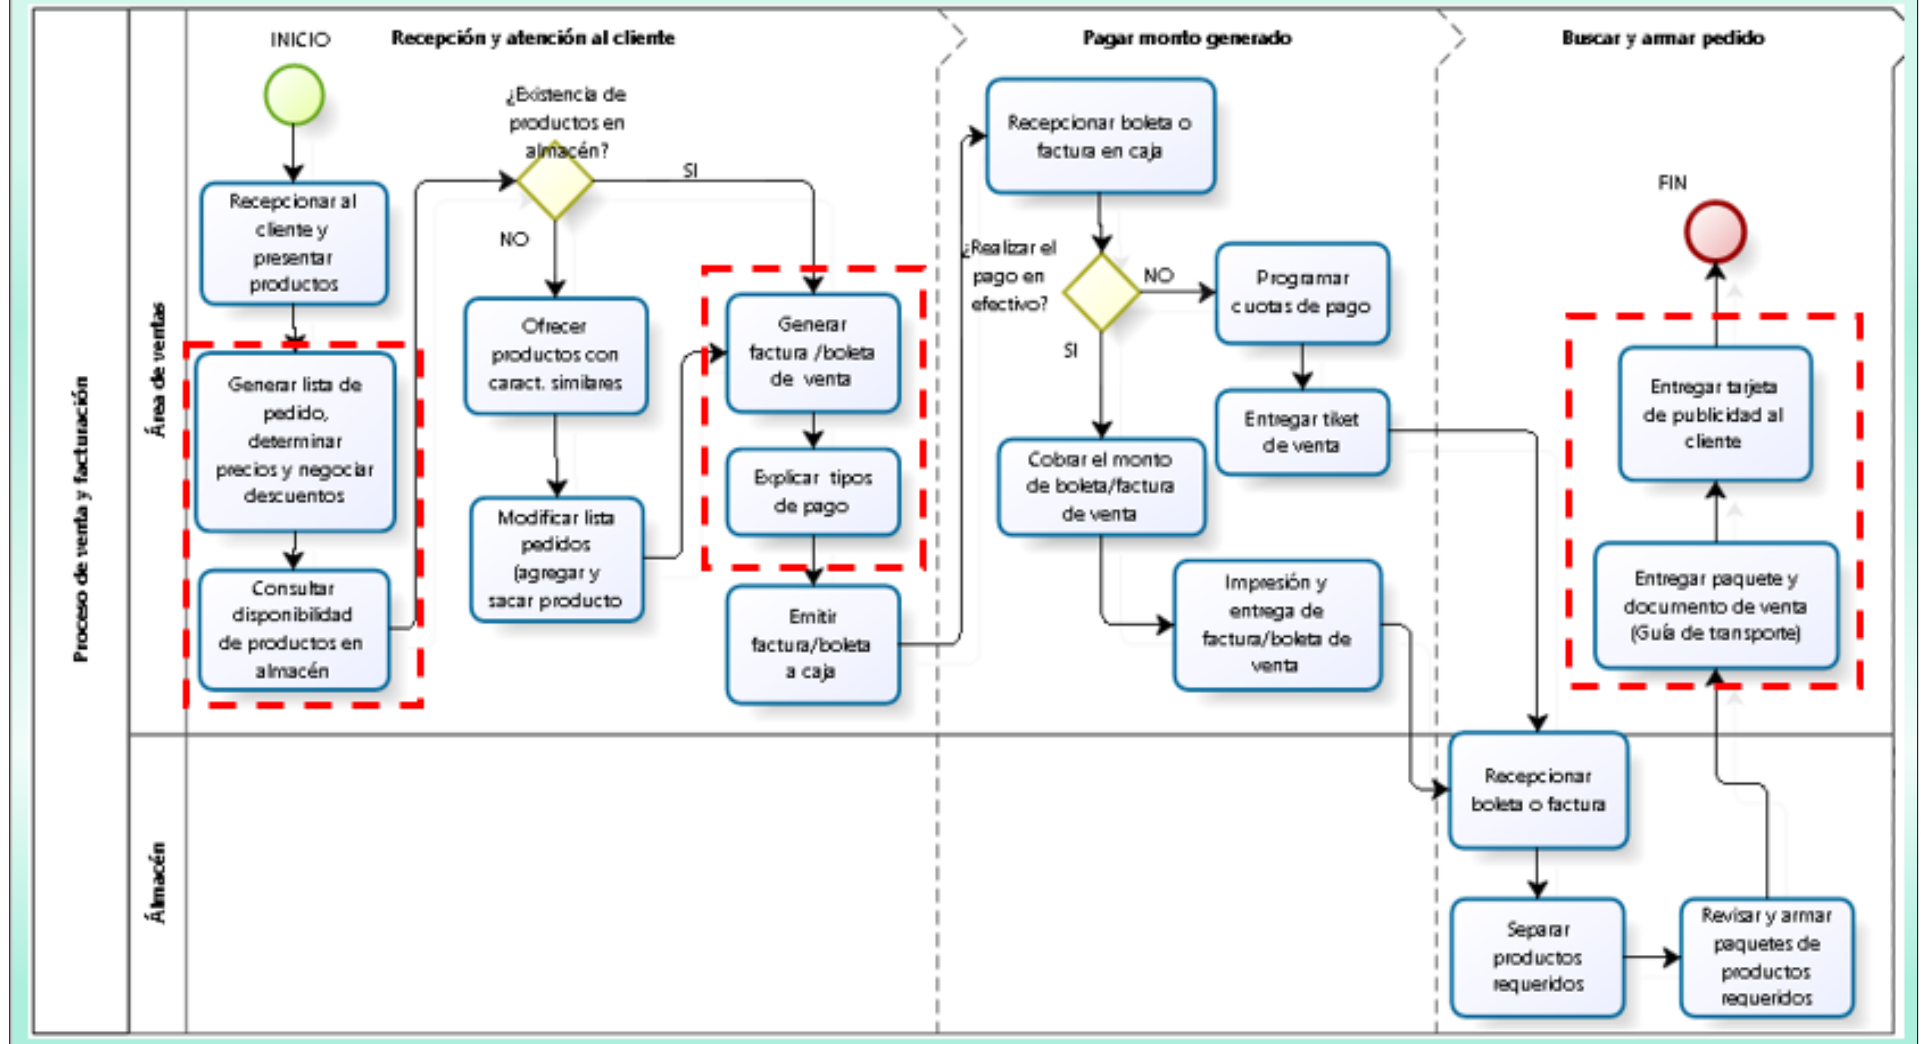 INICIO
Recepción y atención al cliente
Pagar monto generado
Buscar y armar pedido
Proceso de venta y facturación
Área de ventas
Recepcionar al
cliente y
presentar
productos
Generar lista de
pedido,
determinar
precios y negociar
descuentos
Consultar
disponibilidad
de productos en
almacén
¿Existencia de
productos en
almacén?
SI
NO
Ofrecer
productos con
caract. similares
Modificar lista
pedidos
(agregar y
sacar producto
Generar
factura /boleta
de venta
Explicar tipos
de pago
Emitir
factura/boleta
a caja
Recepcionar boleta o
factura en caja
¿Realizar el
pago en
efectivo?
NO
SI
Programar
cuotas de pago
Entregar tiket
de venta
Cobrar el monto
de boleta/factura
de venta
Impresión y
entrega de
factura/boleta de
venta
FIN
Entregar tarjeta
de publicidad al
cliente
Entregar paquete y
documento de venta
(Guía de transporte)
Álmacén
Recepcionar
boleta o factura
Separar
productos
requeridos
Revisar y armar
paquetes de
productos
requeridos